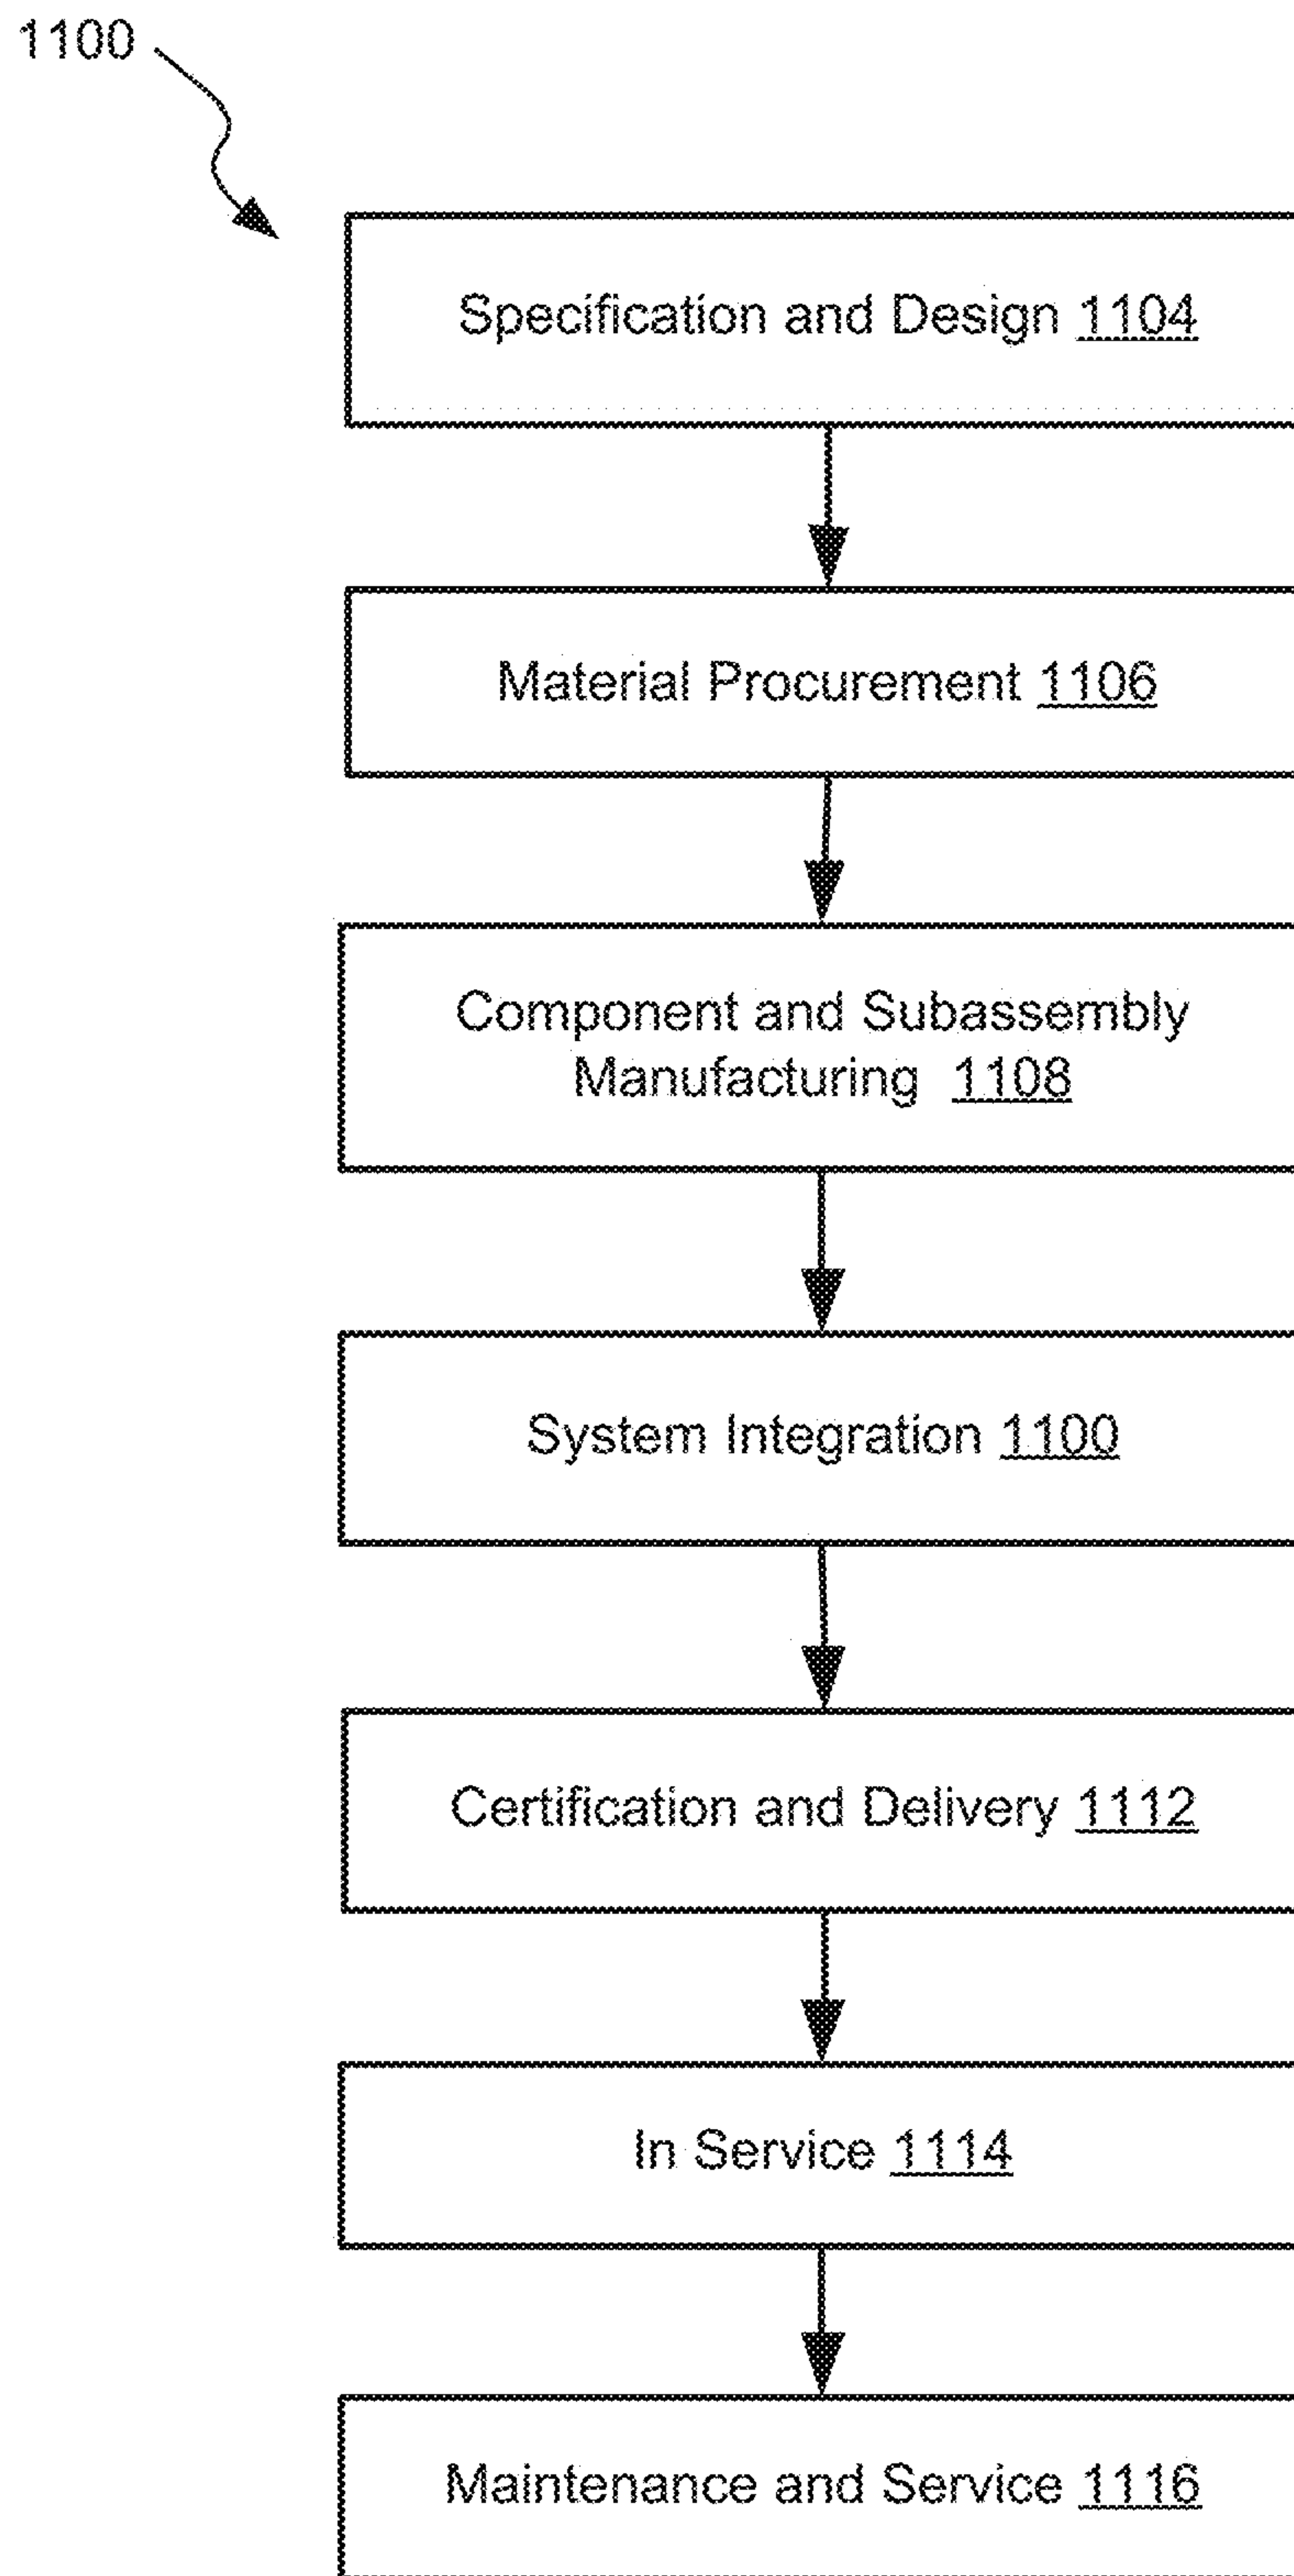 1100
Specification and Design 1104
Material Procurement 1106
Component and Subassembly
Manufacturing 1108
System Integration 1100
Certification and Delivery 1112
In Service 1114
Maintenance and Service 1116